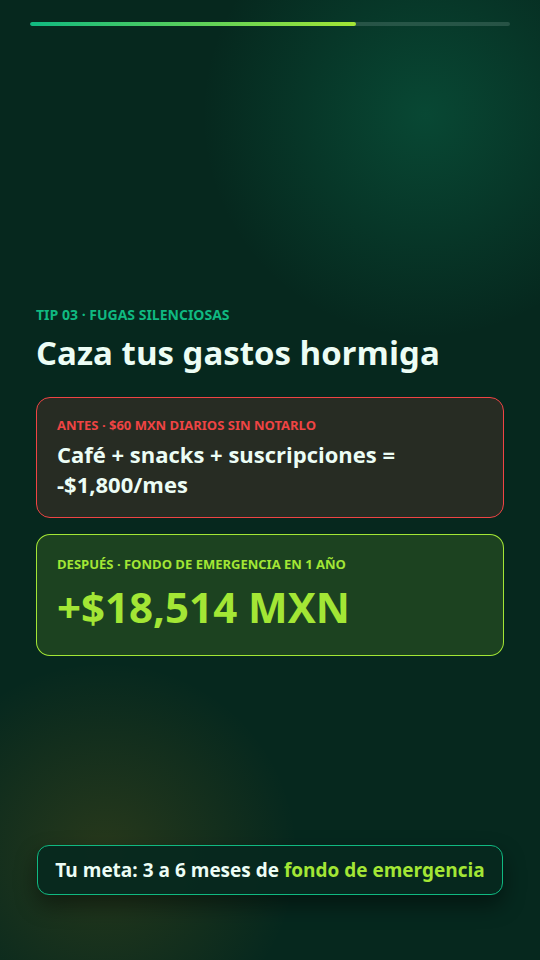 TIP 03 · FUGAS SILENCIOSAS
Caza tus gastos hormiga
ANTES · $60 MXN DIARIOS SIN NOTARLO
Café + snacks + suscripciones =
-$1,800/mes
DESPUÉS · FONDO DE EMERGENCIA EN 1 AÑO
+$18,514 MXN
Tu meta: 3 a 6 meses de fondo de emergencia